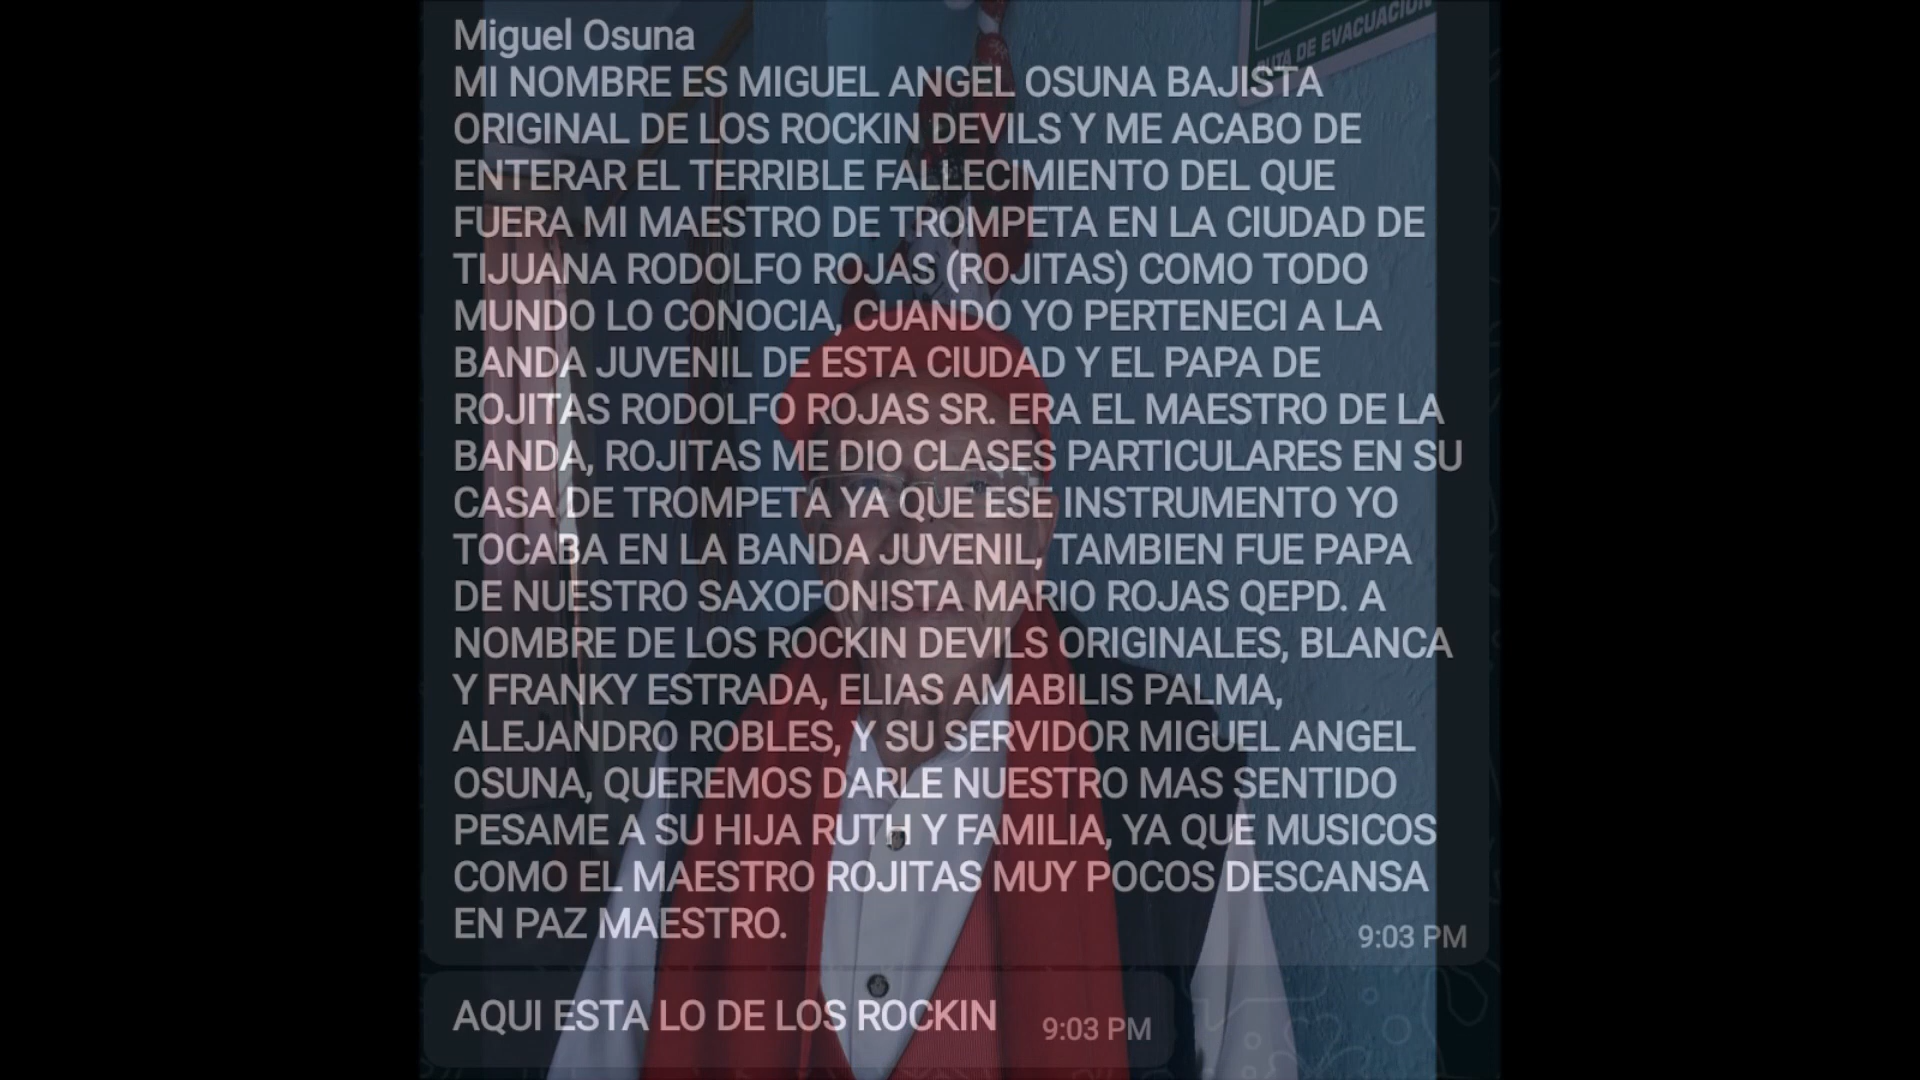 RUTA DE EVACUACIÓN
Miguel Osuna
MI NOMBRE ES MIGUEL ANGEL OSUNA BAJISTA
ORIGINAL DE LOS ROCKIN DEVILS Y ME ACABO DE
ENTERAR EL TERRIBLE FALLECIMIENTO DEL QUE
FUERA MI MAESTRO DE TROMPETA EN LA CIUDAD DE
TIJUANA RODOLFO ROJAS (ROJITAS) COMO TODO
MUNDO LO CONOCIA, CUANDO YO PERTENECI A LA
BANDA JUVENIL DE ESTA CIUDAD Y EL PAPA DE
ROJITAS RODOLFO ROJAS SR. ERA EL MAESTRO DE LA
BANDA, ROJITAS ME DIO CLASES PARTICULARES EN SU
CASA DE TROMPETA YA QUE ESE INSTRUMENTO YO
TOCABA EN LA BANDA JUVENIL, TAMBIEN FUE PAPA
DE NUESTRO SAXOFONISTA MARIO ROJAS QEPD. A
NOMBRE DE LOS ROCKIN DEVILS ORIGINALES, BLANCA
Y FRANKY ESTRADA, ELIAS AMABILIS PALMA,
ALEJANDRO ROBLES, Y SU SERVIDOR MIGUEL ANGEL
OSUNA, QUEREMOS DARLE NUESTRO MAS SENTIDO
PESAME A SU HIJA RUTH Y FAMILIA, YA QUE MUSICOS
COMO EL MAESTRO ROJITAS MUY POCOS DESCANSA
EN PAZ MAESTRO.
9:03 PM
AQUI ESTA LO DE LOS ROCKIN
9:03 PM